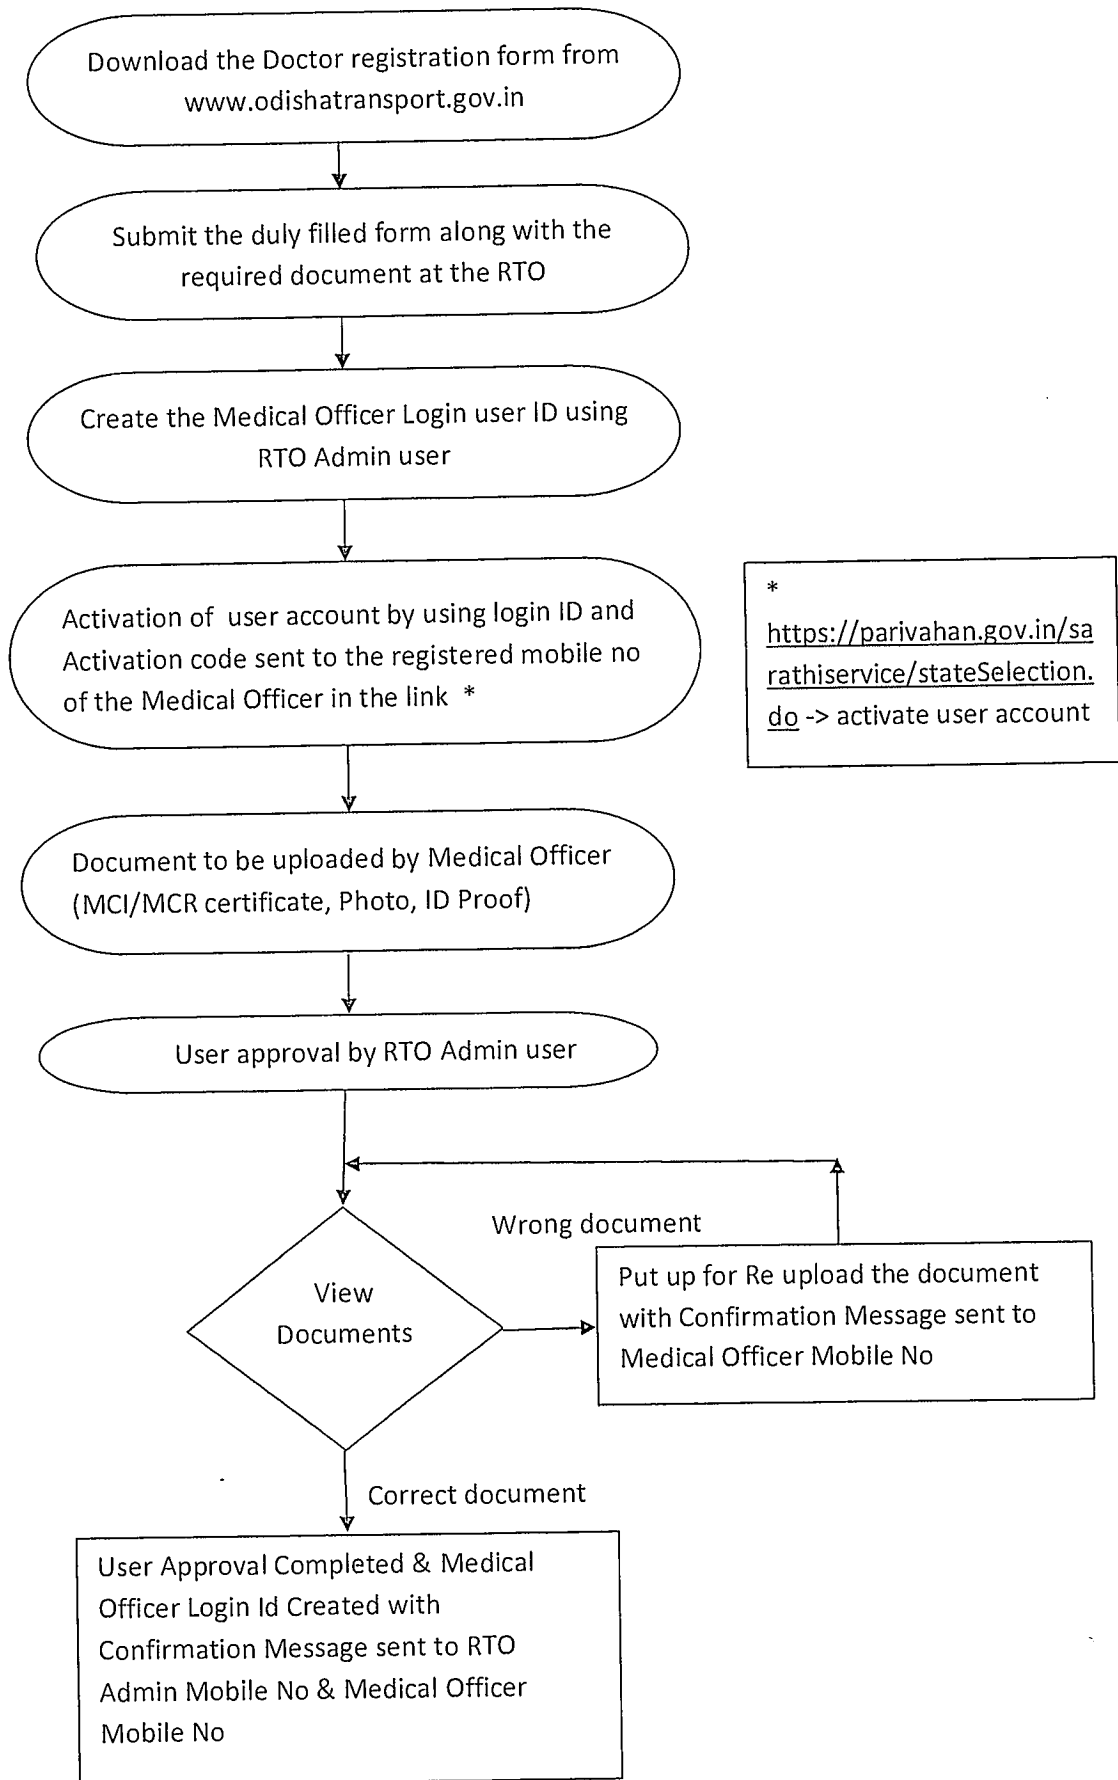 Download the Doctor registration form from
www.odishatransport.gov.in
Submit the duly filled form along with the
required document at the RTO
Create the Medical Officer Login user ID using
RTO Admin user
Activation of user account by using login ID and
Activation code sent to the registered mobile no
of the Medical Officer in the link *
*
https://parivahan.gov.in/sa
rathiservice/stateSelection.
do -> activate user account
Document to be uploaded by Medical Officer
(MCI/MCR certificate, Photo, ID Proof)
User approval by RTO Admin user
Wrong document
View
Documents
Put up for Re upload the document
with Confirmation Message sent to
Medical Officer Mobile No
Correct document
User Approval Completed & Medical
Officer Login Id Created with
Confirmation Message sent to RTO
Admin Mobile No & Medical Officer
Mobile No